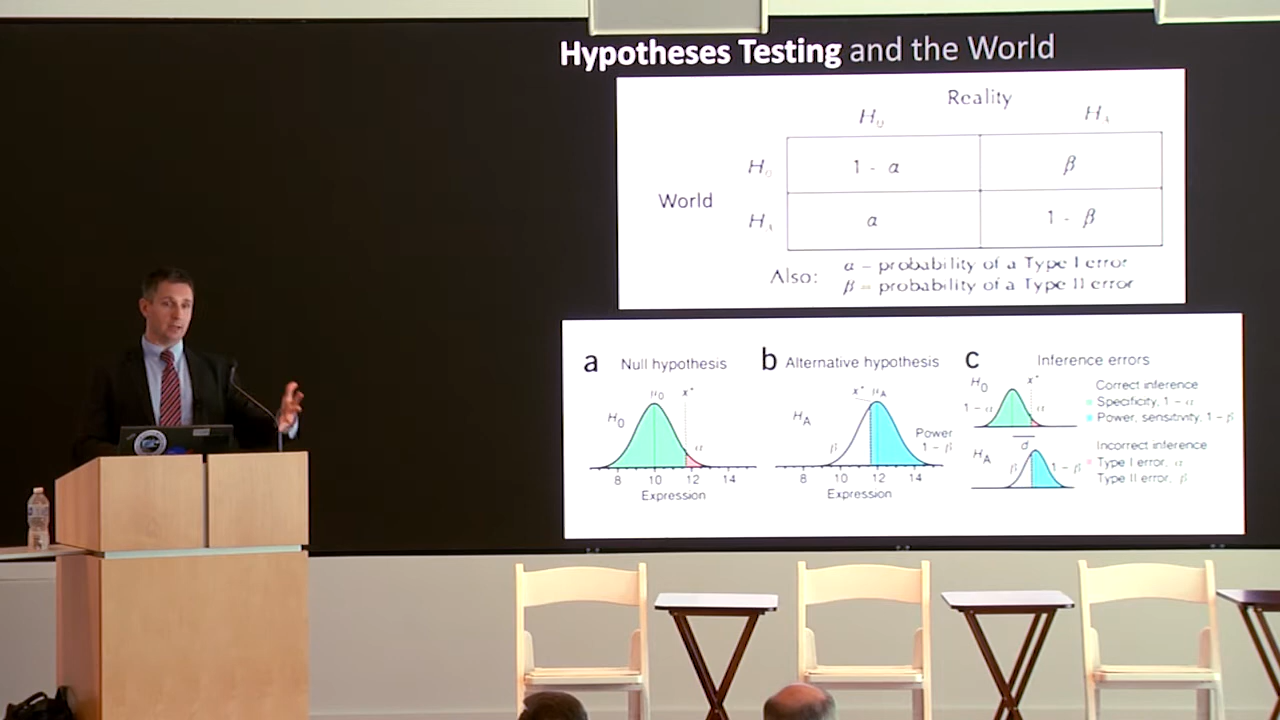 Hypotheses Testing and the World
Reality
H₀ Hₐ
H₀ 1 - α β
World
Hₐ α 1 - β
Also: α – probability of a Type I error
β – probability of a Type II error
a Null hypothesis
μ₀ x*
H₀
α
8 10 12 14
Expression
b Alternative hypothesis
x* μA
HA
Power
β 1 - β
8 10 12 14
Expression
c Inference errors
H₀ x*
1 - α α
d
HA β 1 - β
Correct inference
Specificity, 1 - α
Power, sensitivity, 1 - β
Incorrect inference
Type I error, α
Type II error, β